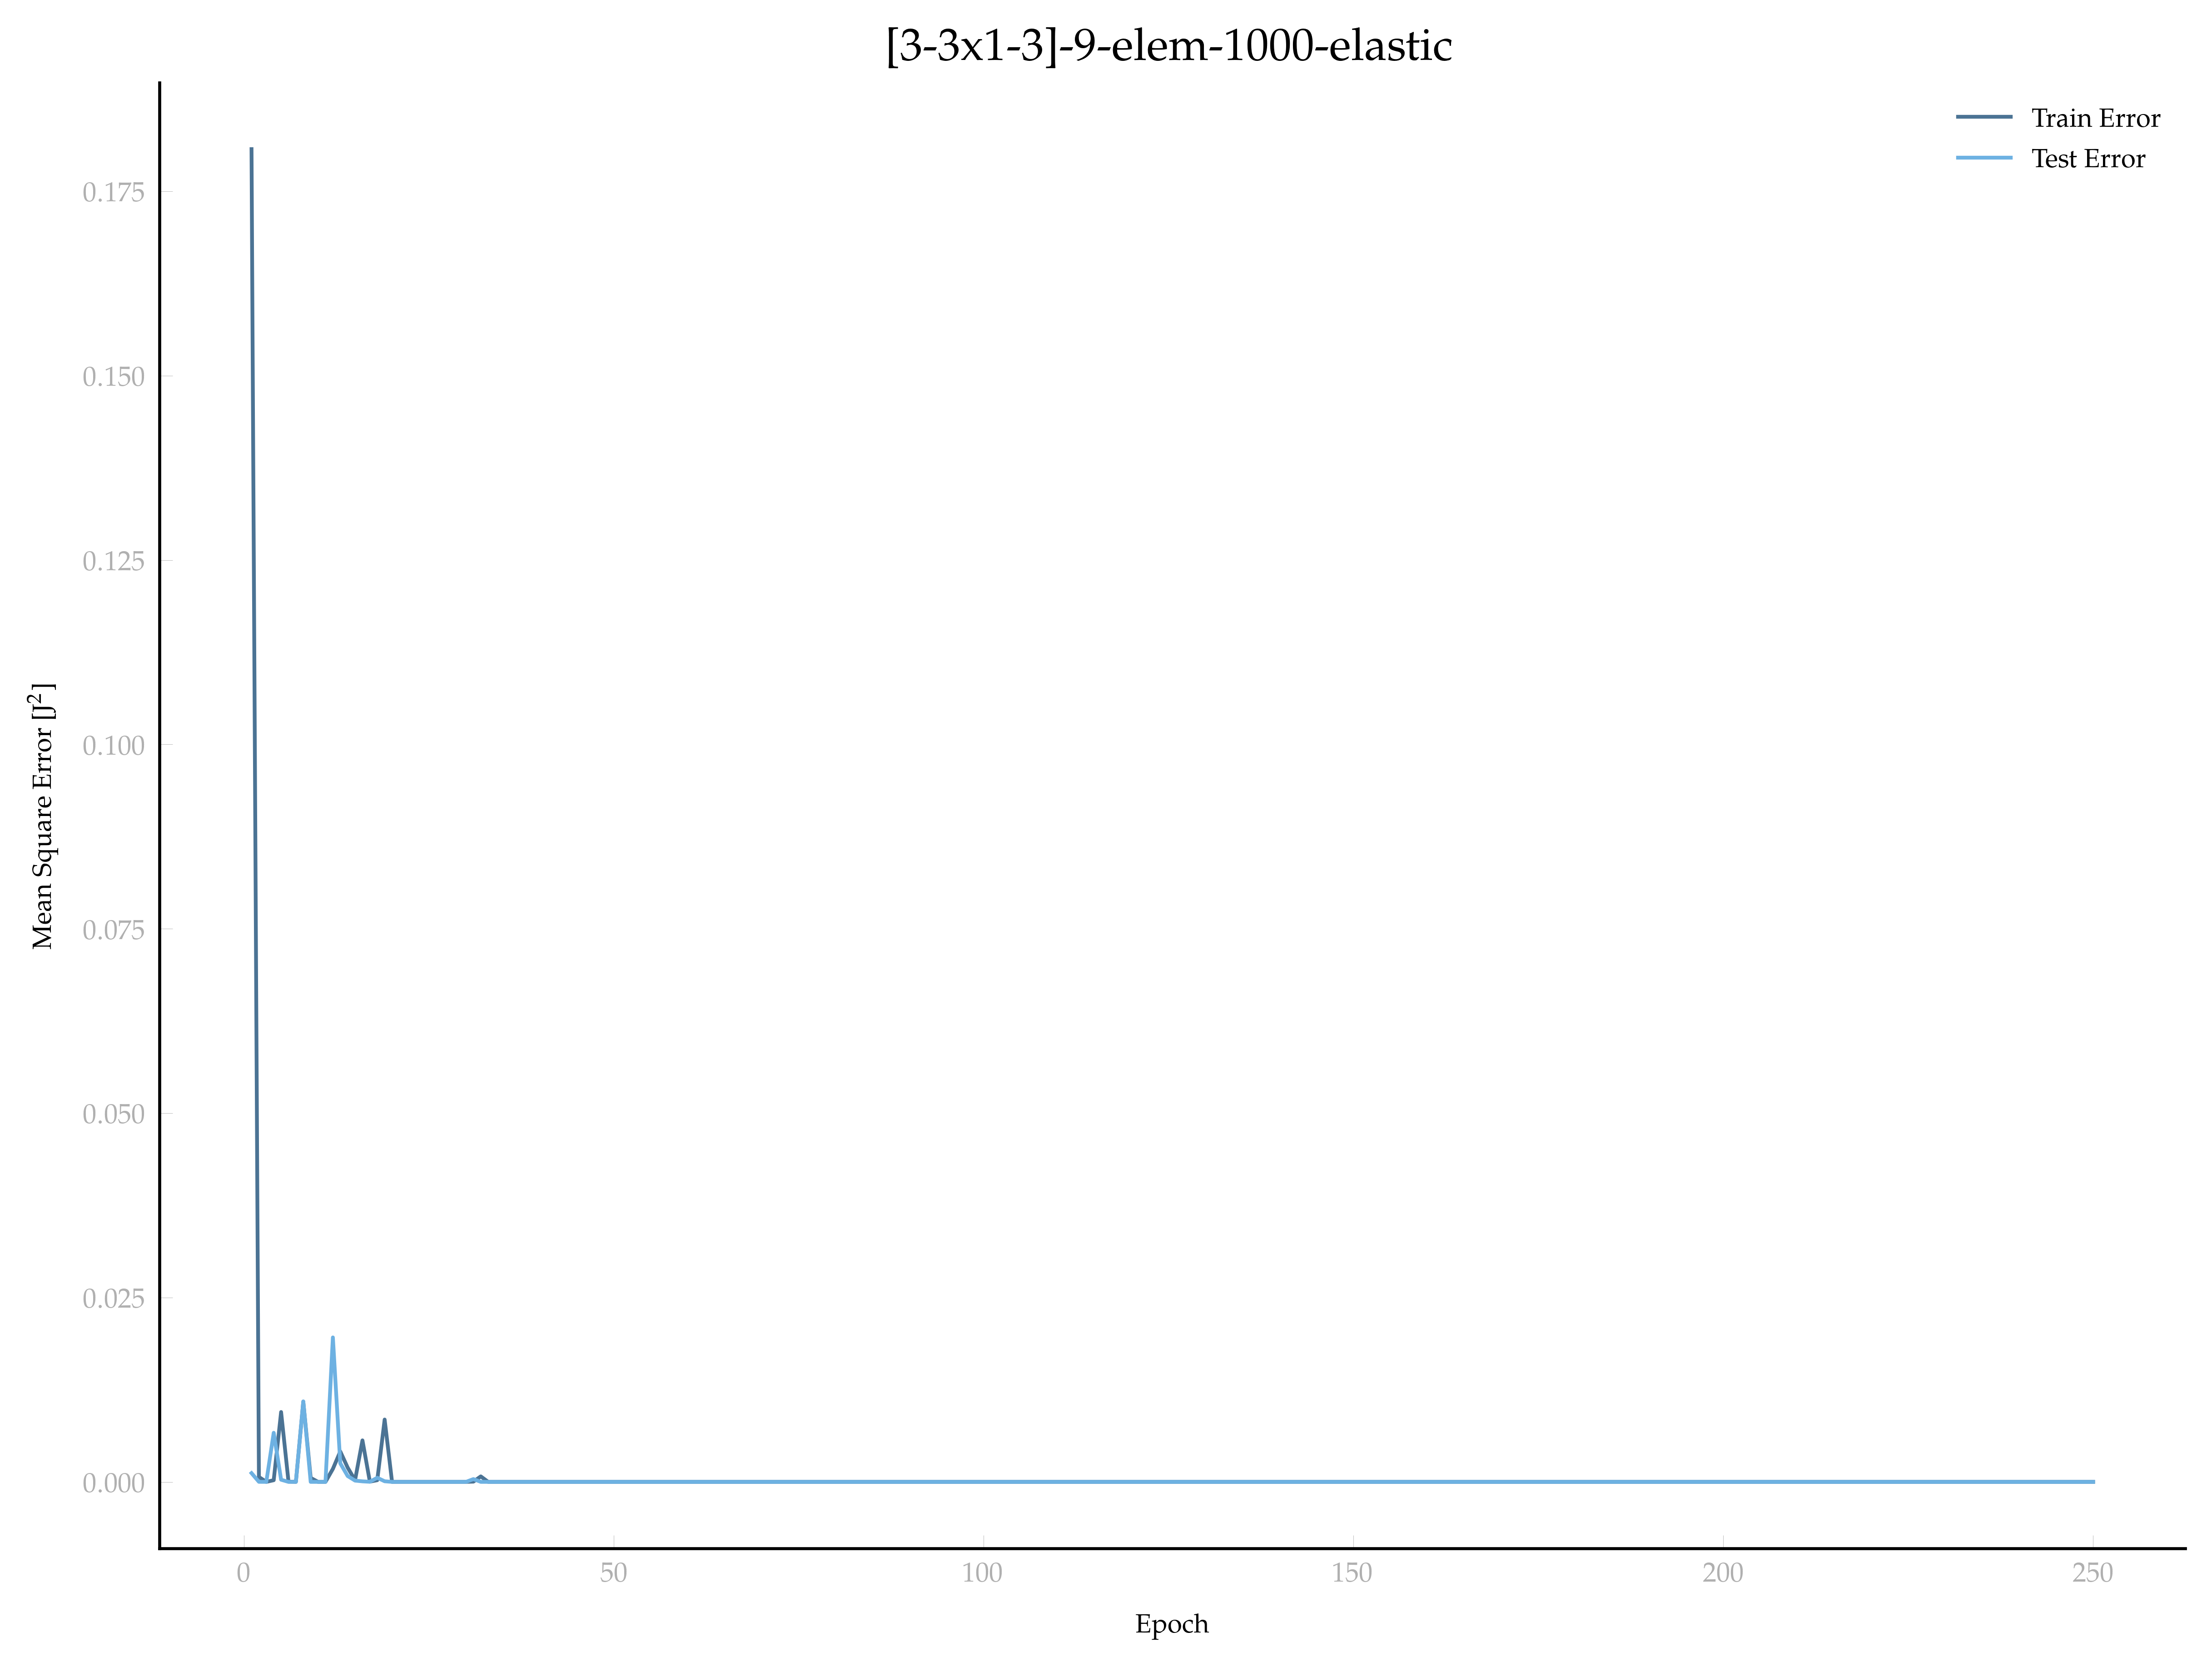 [3-3x1-3]-9-elem-1000-elastic
Train Error
Test Error
0.175
0.150
0.125
0.100
0.075
0.050
0.025
0.000
Mean Square Error [J²]
0 50 100 150 200 250
Epoch